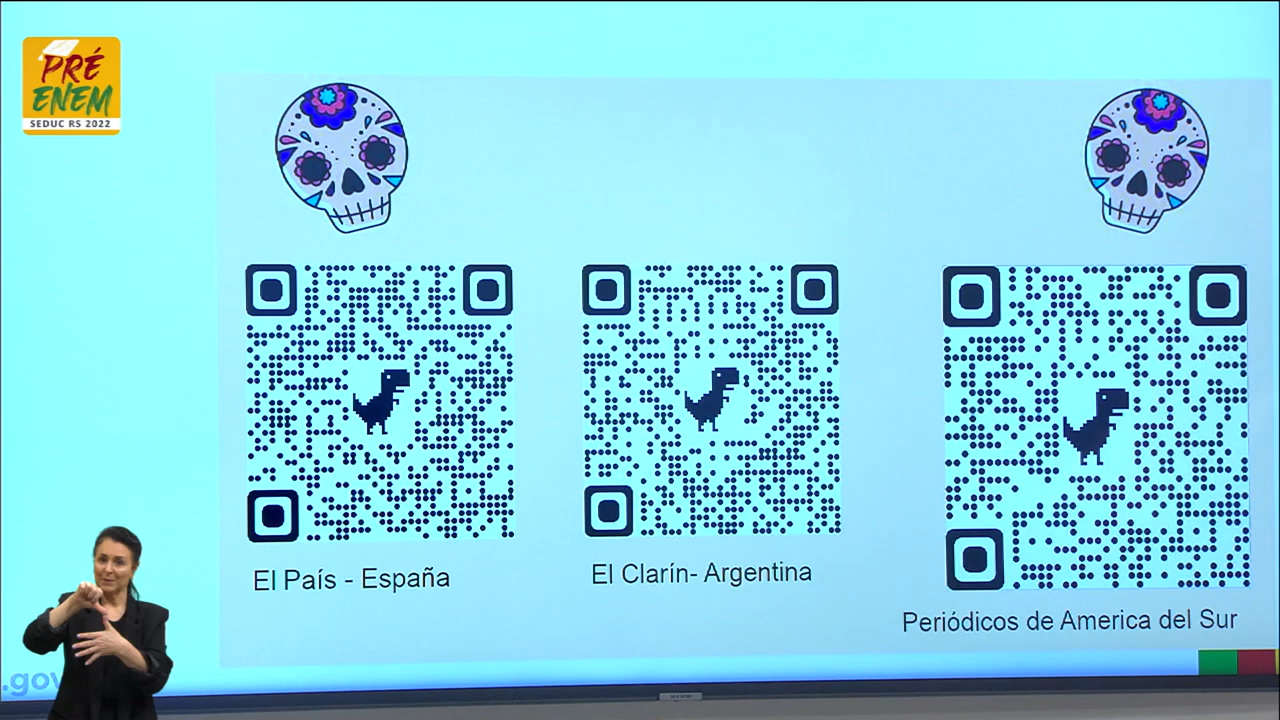 PRÉ
ENEM
SEDUC RS 2022
El País - España
El Clarín- Argentina
Periódicos de America del Sur
.gov